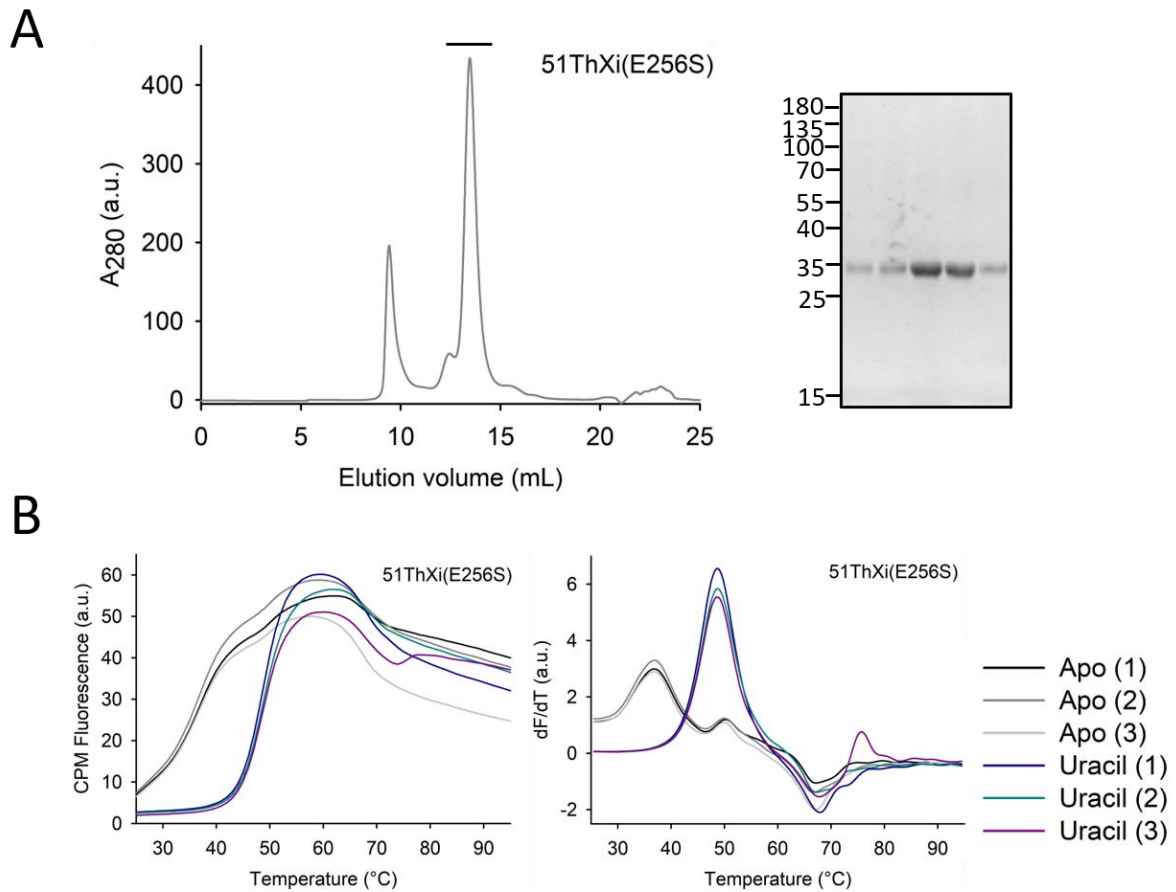 A
51ThXi(E256S)
400
300
200
100
0
A280 (a.u.)
0 5 10 15 20 25
Elution volume (mL)
180
135
100
70
55
40
35
25
15
B
51ThXi(E256S)
60
50
40
30
20
10
0
CPM Fluorescence (a.u.)
30 40 50 60 70 80 90
Temperature (°C)
51ThXi(E256S)
6
4
2
0
-2
dF/dT (a.u.)
30 40 50 60 70 80 90
Temperature (°C)
Apo (1)
Apo (2)
Apo (3)
Uracil (1)
Uracil (2)
Uracil (3)